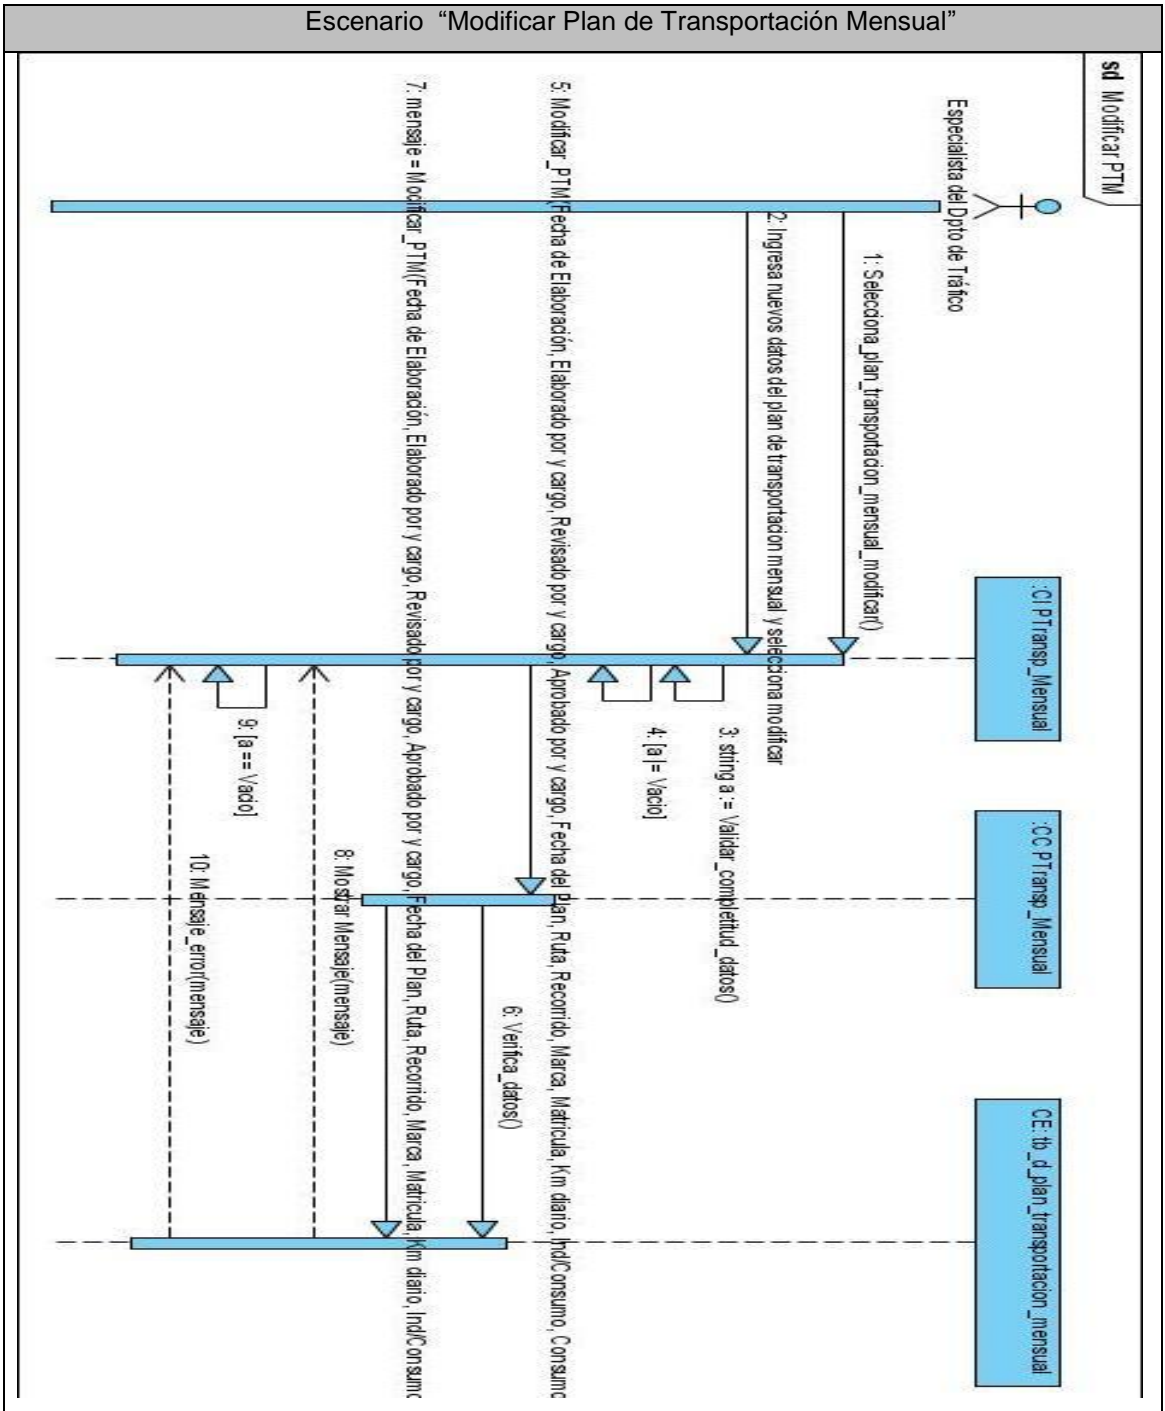 Escenario “Modificar Plan de Transportación Mensual”
sd Modificar PTM
Especialista del Dpto de Tráfico
:CI PTransp_Mensual
:CC PTransp_Mensual
CE: tb_d_plan_transportacion_mensual
1: Selecciona_plan_transportacion_mensual_modificar()
2: Ingresa nuevos datos del plan de transportacion mensual y selecciona modificar
3: string a := Validar_completitud_datos()
4: [a |= Vacio]
5: Modificar_PTM(Fecha de Elaboración, Elaborado por y cargo, Revisado por y cargo, Aprobado por y cargo, Fecha del Plan, Ruta, Recorrido, Marca, Matricula, Km diario, Ind/Consumo, Consumo
6: Verifica_datos()
7: mensaje = Modificar_PTM(Fecha de Elaboración, Elaborado por y cargo, Revisado por y cargo, Aprobado por y cargo, Fecha del Plan, Ruta, Recorrido, Marca, Matricula, Km diario, Ind/Consumo
8: Mostrar Mensaje(mensaje)
9: [a == Vacio]
10: Mensaje_error(mensaje)